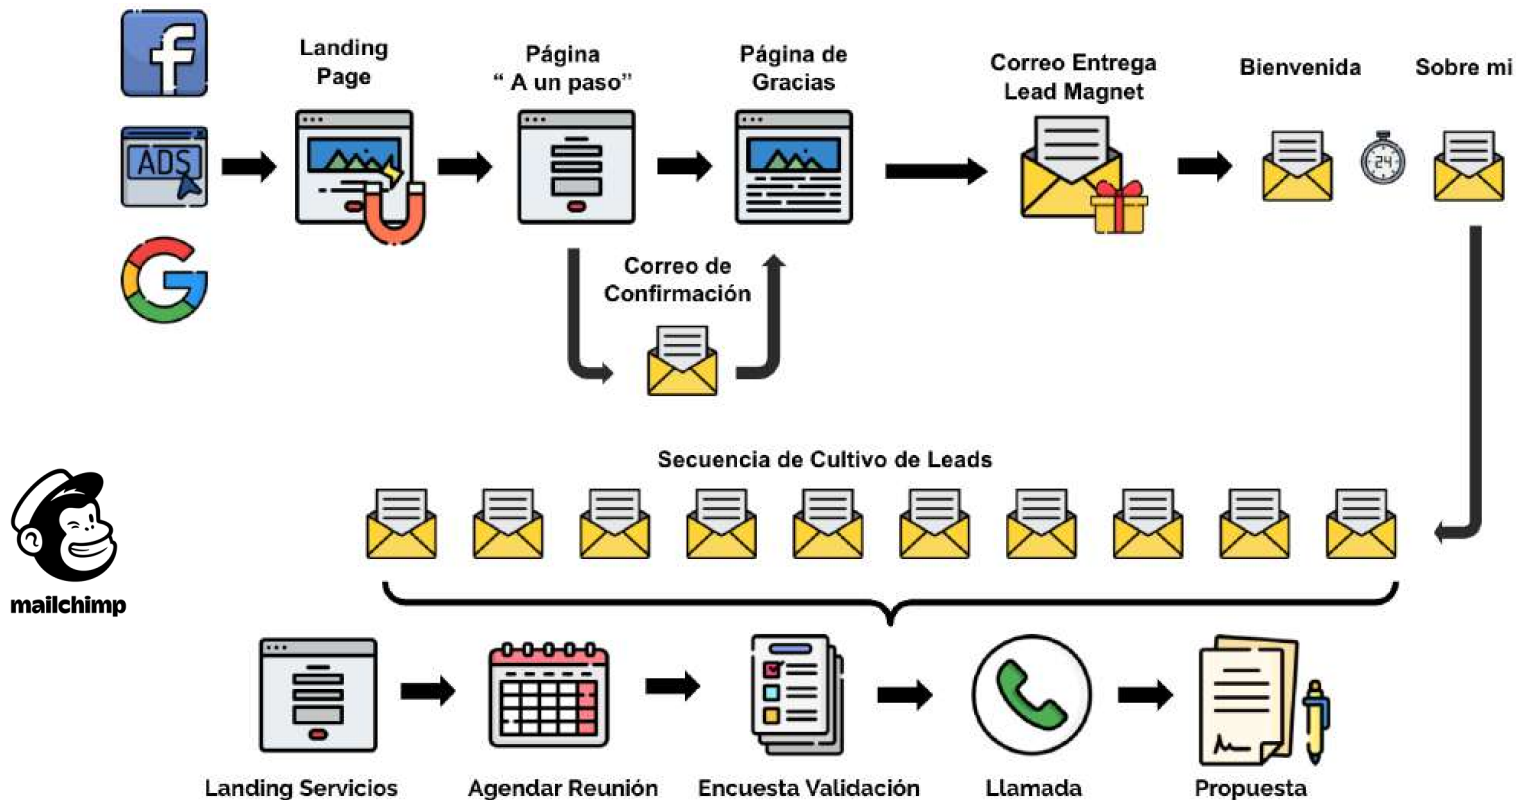 Landing
Page
Página
“ A un paso”
Página de
Gracias
Correo Entrega
Lead Magnet
Bienvenida
Sobre mi
ADS
24
Correo de
Confirmación
Secuencia de Cultivo de Leads
mailchimp
Landing Servicios
Agendar Reunión
Encuesta Validación
Llamada
Propuesta